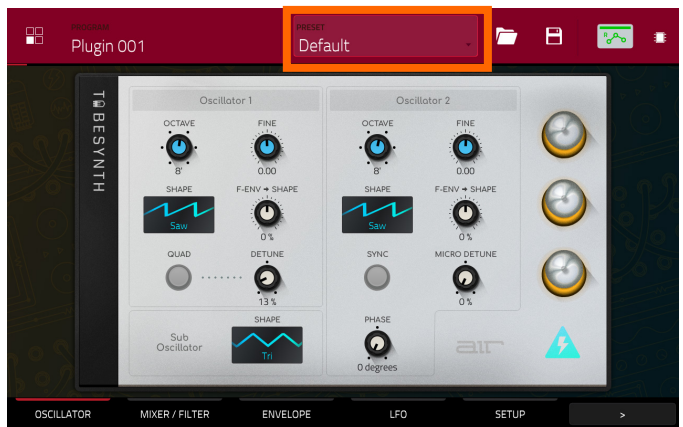 PROGRAM
Plugin 001
PRESET
Default
TUBESYNTH
Oscillator 1
OCTAVE
8'
FINE
0.00
SHAPE
Saw
F-ENV → SHAPE
0 %
QUAD
DETUNE
13 %
Sub
Oscillator
SHAPE
Tri
Oscillator 2
OCTAVE
8'
FINE
0.00
SHAPE
Saw
F-ENV → SHAPE
0 %
SYNC
MICRO DETUNE
0 %
PHASE
0 degrees
air
OSCILLATOR
MIXER / FILTER
ENVELOPE
LFO
SETUP
>